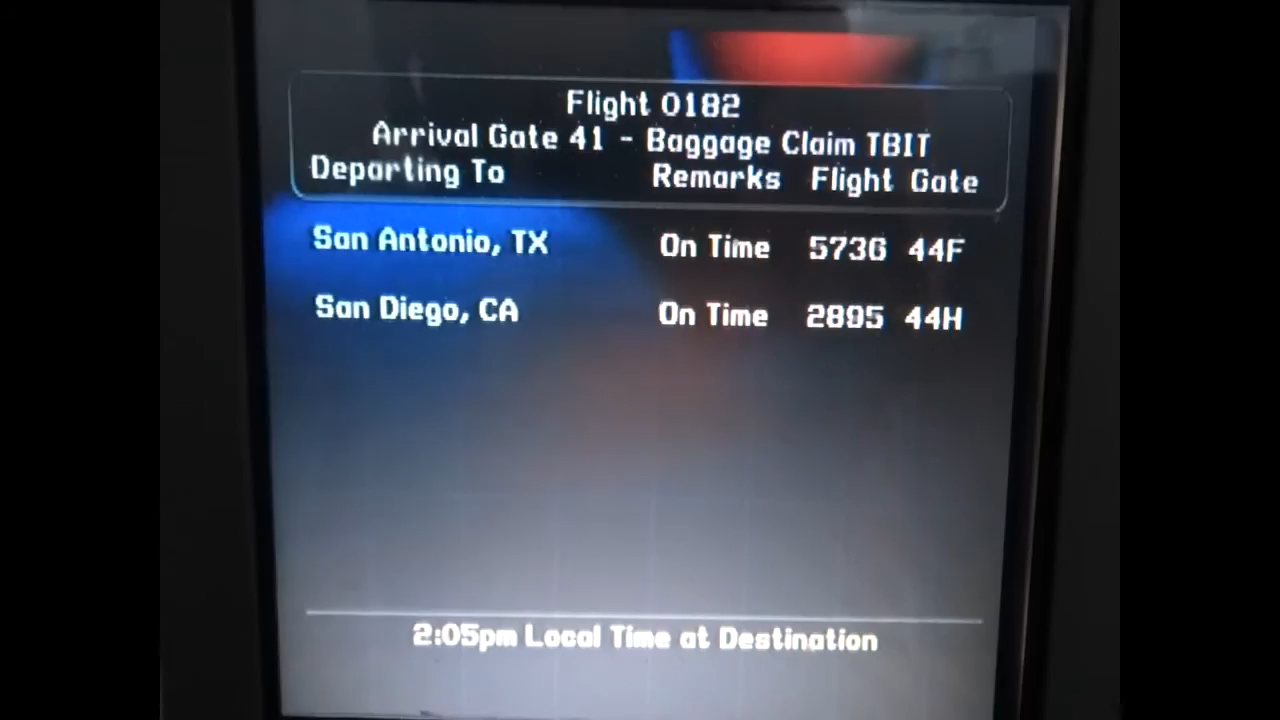 Flight 0182
Arrival Gate 41 - Baggage Claim TBIT
Departing To Remarks Flight Gate
San Antonio, TX On Time 5736 44F
San Diego, CA On Time 2895 44H
2:05pm Local Time at Destination